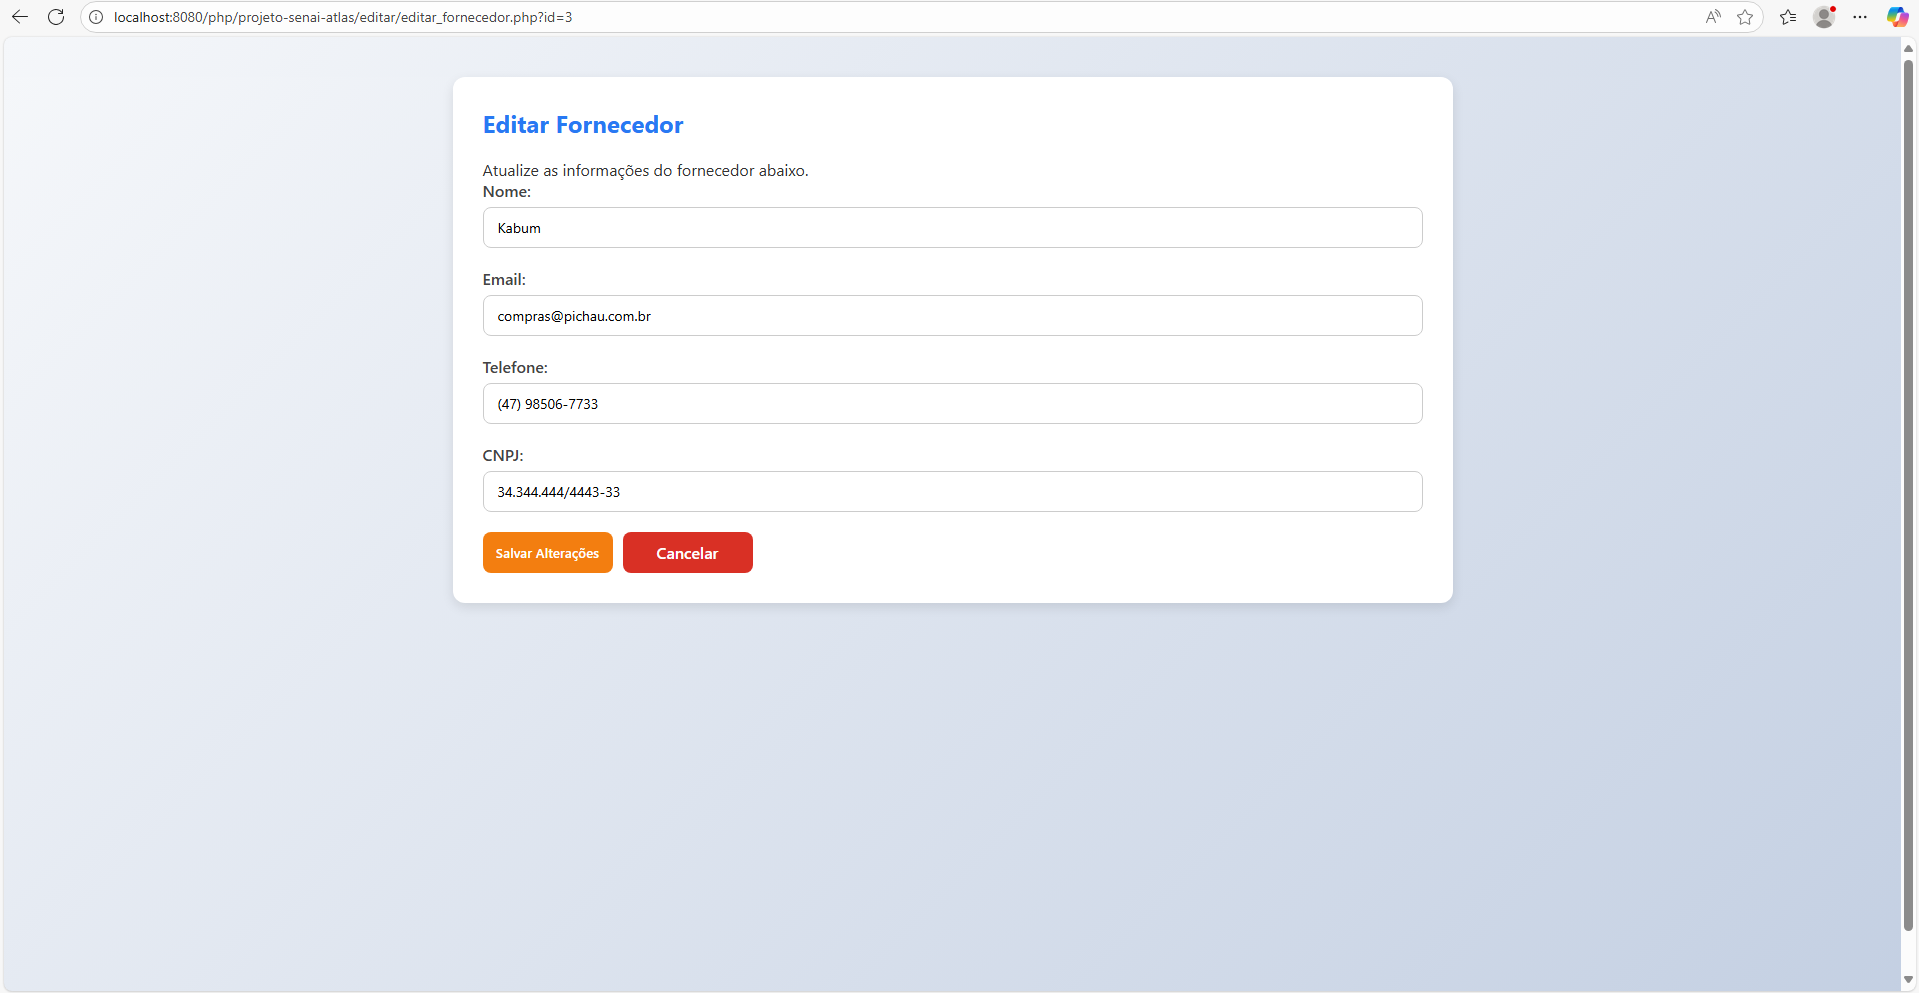 localhost:8080/php/projeto-senai-atlas/editar/editar_fornecedor.php?id=3
Editar Fornecedor
Atualize as informações do fornecedor abaixo.
Nome:
Kabum
Email:
compras@pichau.com.br
Telefone:
(47) 98506-7733
CNPJ:
34.344.444/4443-33
Salvar Alterações Cancelar